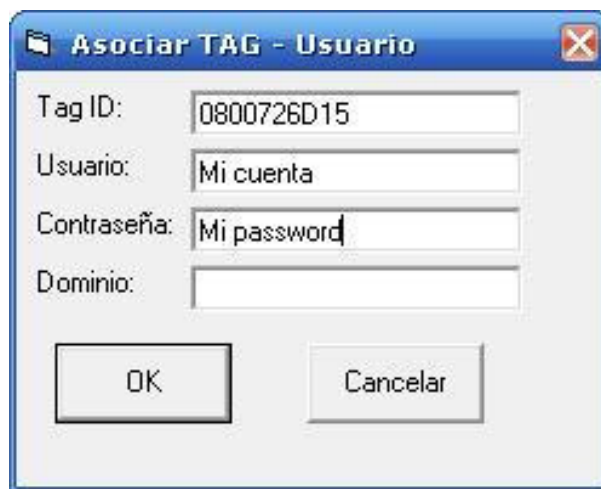 Asociar TAG - Usuario
Tag ID: 0800726D15
Usuario: Mi cuenta
Contraseña: Mi password
Dominio:
OK Cancelar